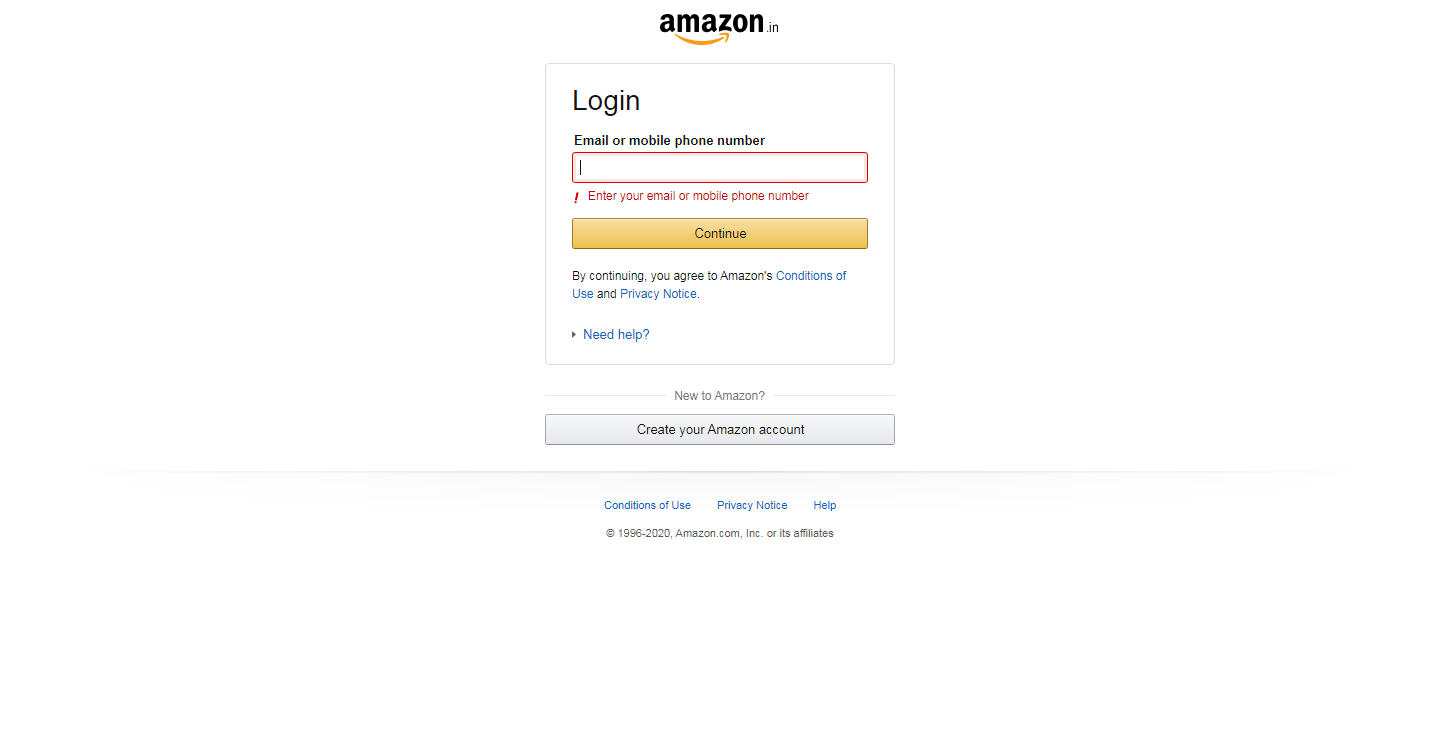 amazon.in
Login
Email or mobile phone number
! Enter your email or mobile phone number
Continue
By continuing, you agree to Amazon's Conditions of
Use and Privacy Notice.
Need help?
New to Amazon?
Create your Amazon account
Conditions of Use Privacy Notice Help
© 1996-2020, Amazon.com, Inc. or its affiliates